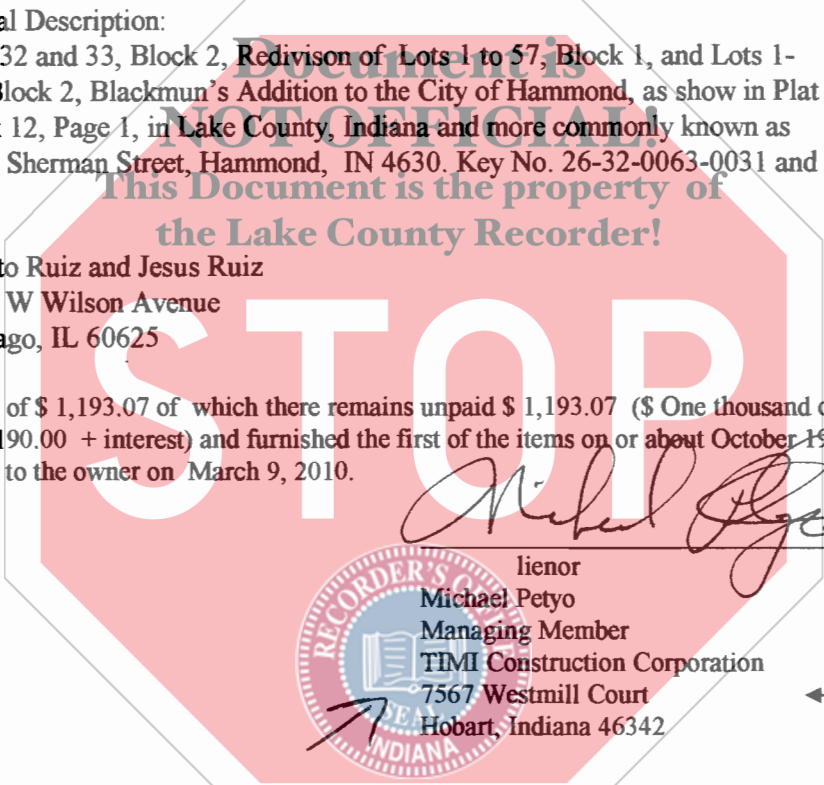 al Description:
32 and 33, Block 2, Redivison of Lots 1 to 57, Block 1, and Lots 1-
Block 2, Blackmun's Addition to the City of Hammond, as show in Plat
12, Page 1, in Lake County, Indiana and more commonly known as
Sherman Street, Hammond, IN 4630. Key No. 26-32-0063-0031 and
Document is
NOT OFFICIAL!
This Document is the property of
the Lake County Recorder!
to Ruiz and Jesus Ruiz
W Wilson Avenue
ago, IL 60625
STOP
of $ 1,193.07 of which there remains unpaid $ 1,193.07 ($ One thousand
190.00 + interest) and furnished the first of the items on or about October 19
to the owner on March 9, 2010.
lienor
Michael Petyo
Managing Member
TIMI Construction Corporation
7567 Westmill Court
Hobart, Indiana 46342
RECORDER'S OFFICE
SEAL
INDIANA